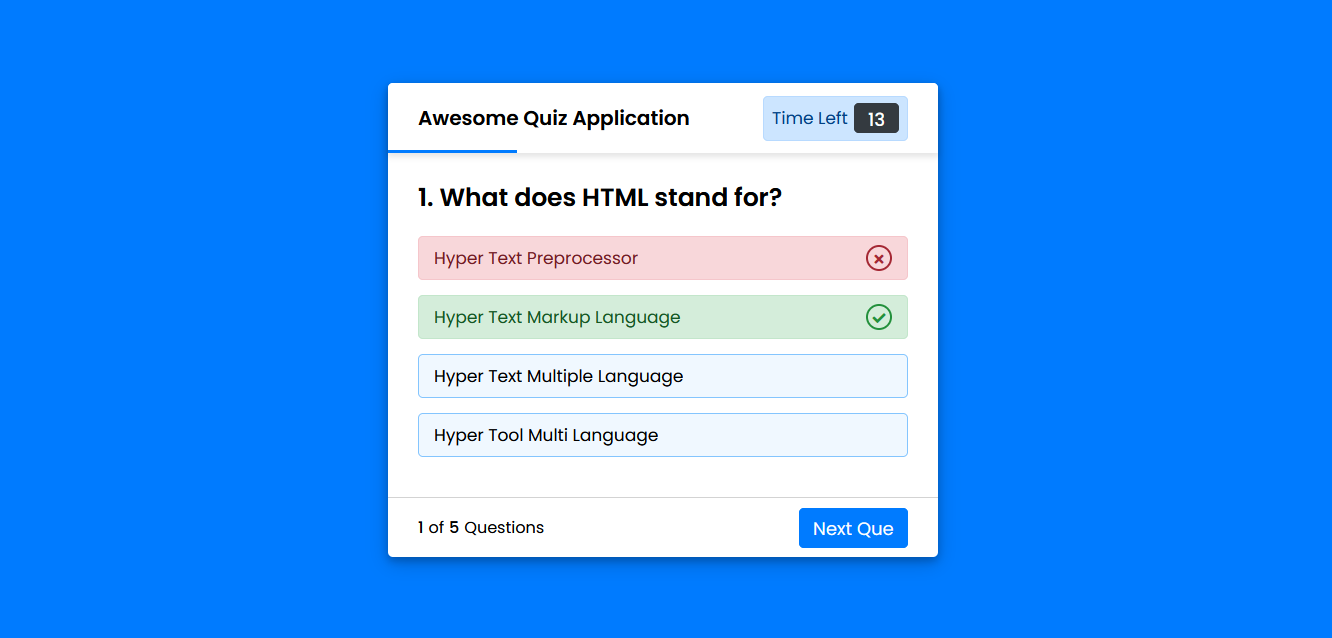 Awesome Quiz Application
Time Left 13
1. What does HTML stand for?
Hyper Text Preprocessor
Hyper Text Markup Language
Hyper Text Multiple Language
Hyper Tool Multi Language
1 of 5 Questions
Next Que